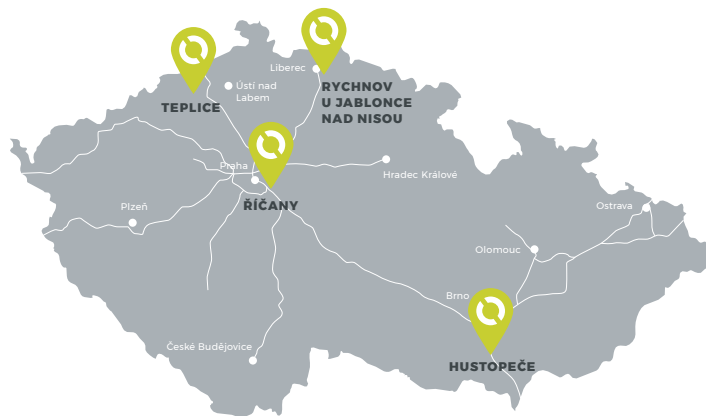 Liberec
Ústí nad
Labem
TEPLICE
RYCHNOV
U JABLONCE
NAD NISOU
Praha
Hradec Králové
ŘÍČANY
Plzeň
Ostrava
Olomouc
Brno
České Budějovice
HUSTOPEČE